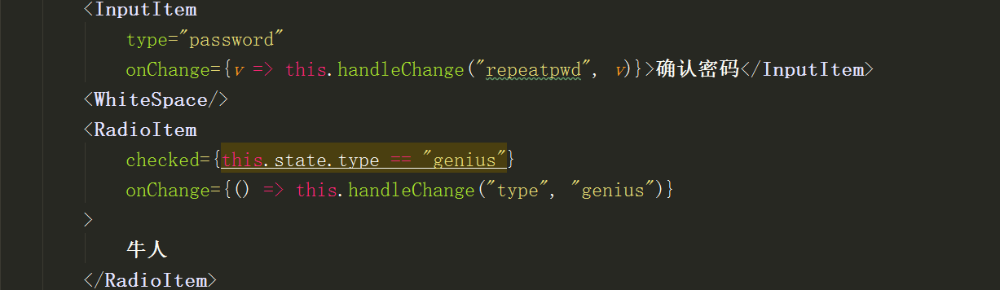 <InputItem
type="password"
onChange={v => this.handleChange("repeatpwd", v)}>确认密码</InputItem>
<WhiteSpace/>
<RadioItem
checked={this.state.type == "genius"}
onChange={() => this.handleChange("type", "genius")}
>
牛人
</RadioItem>